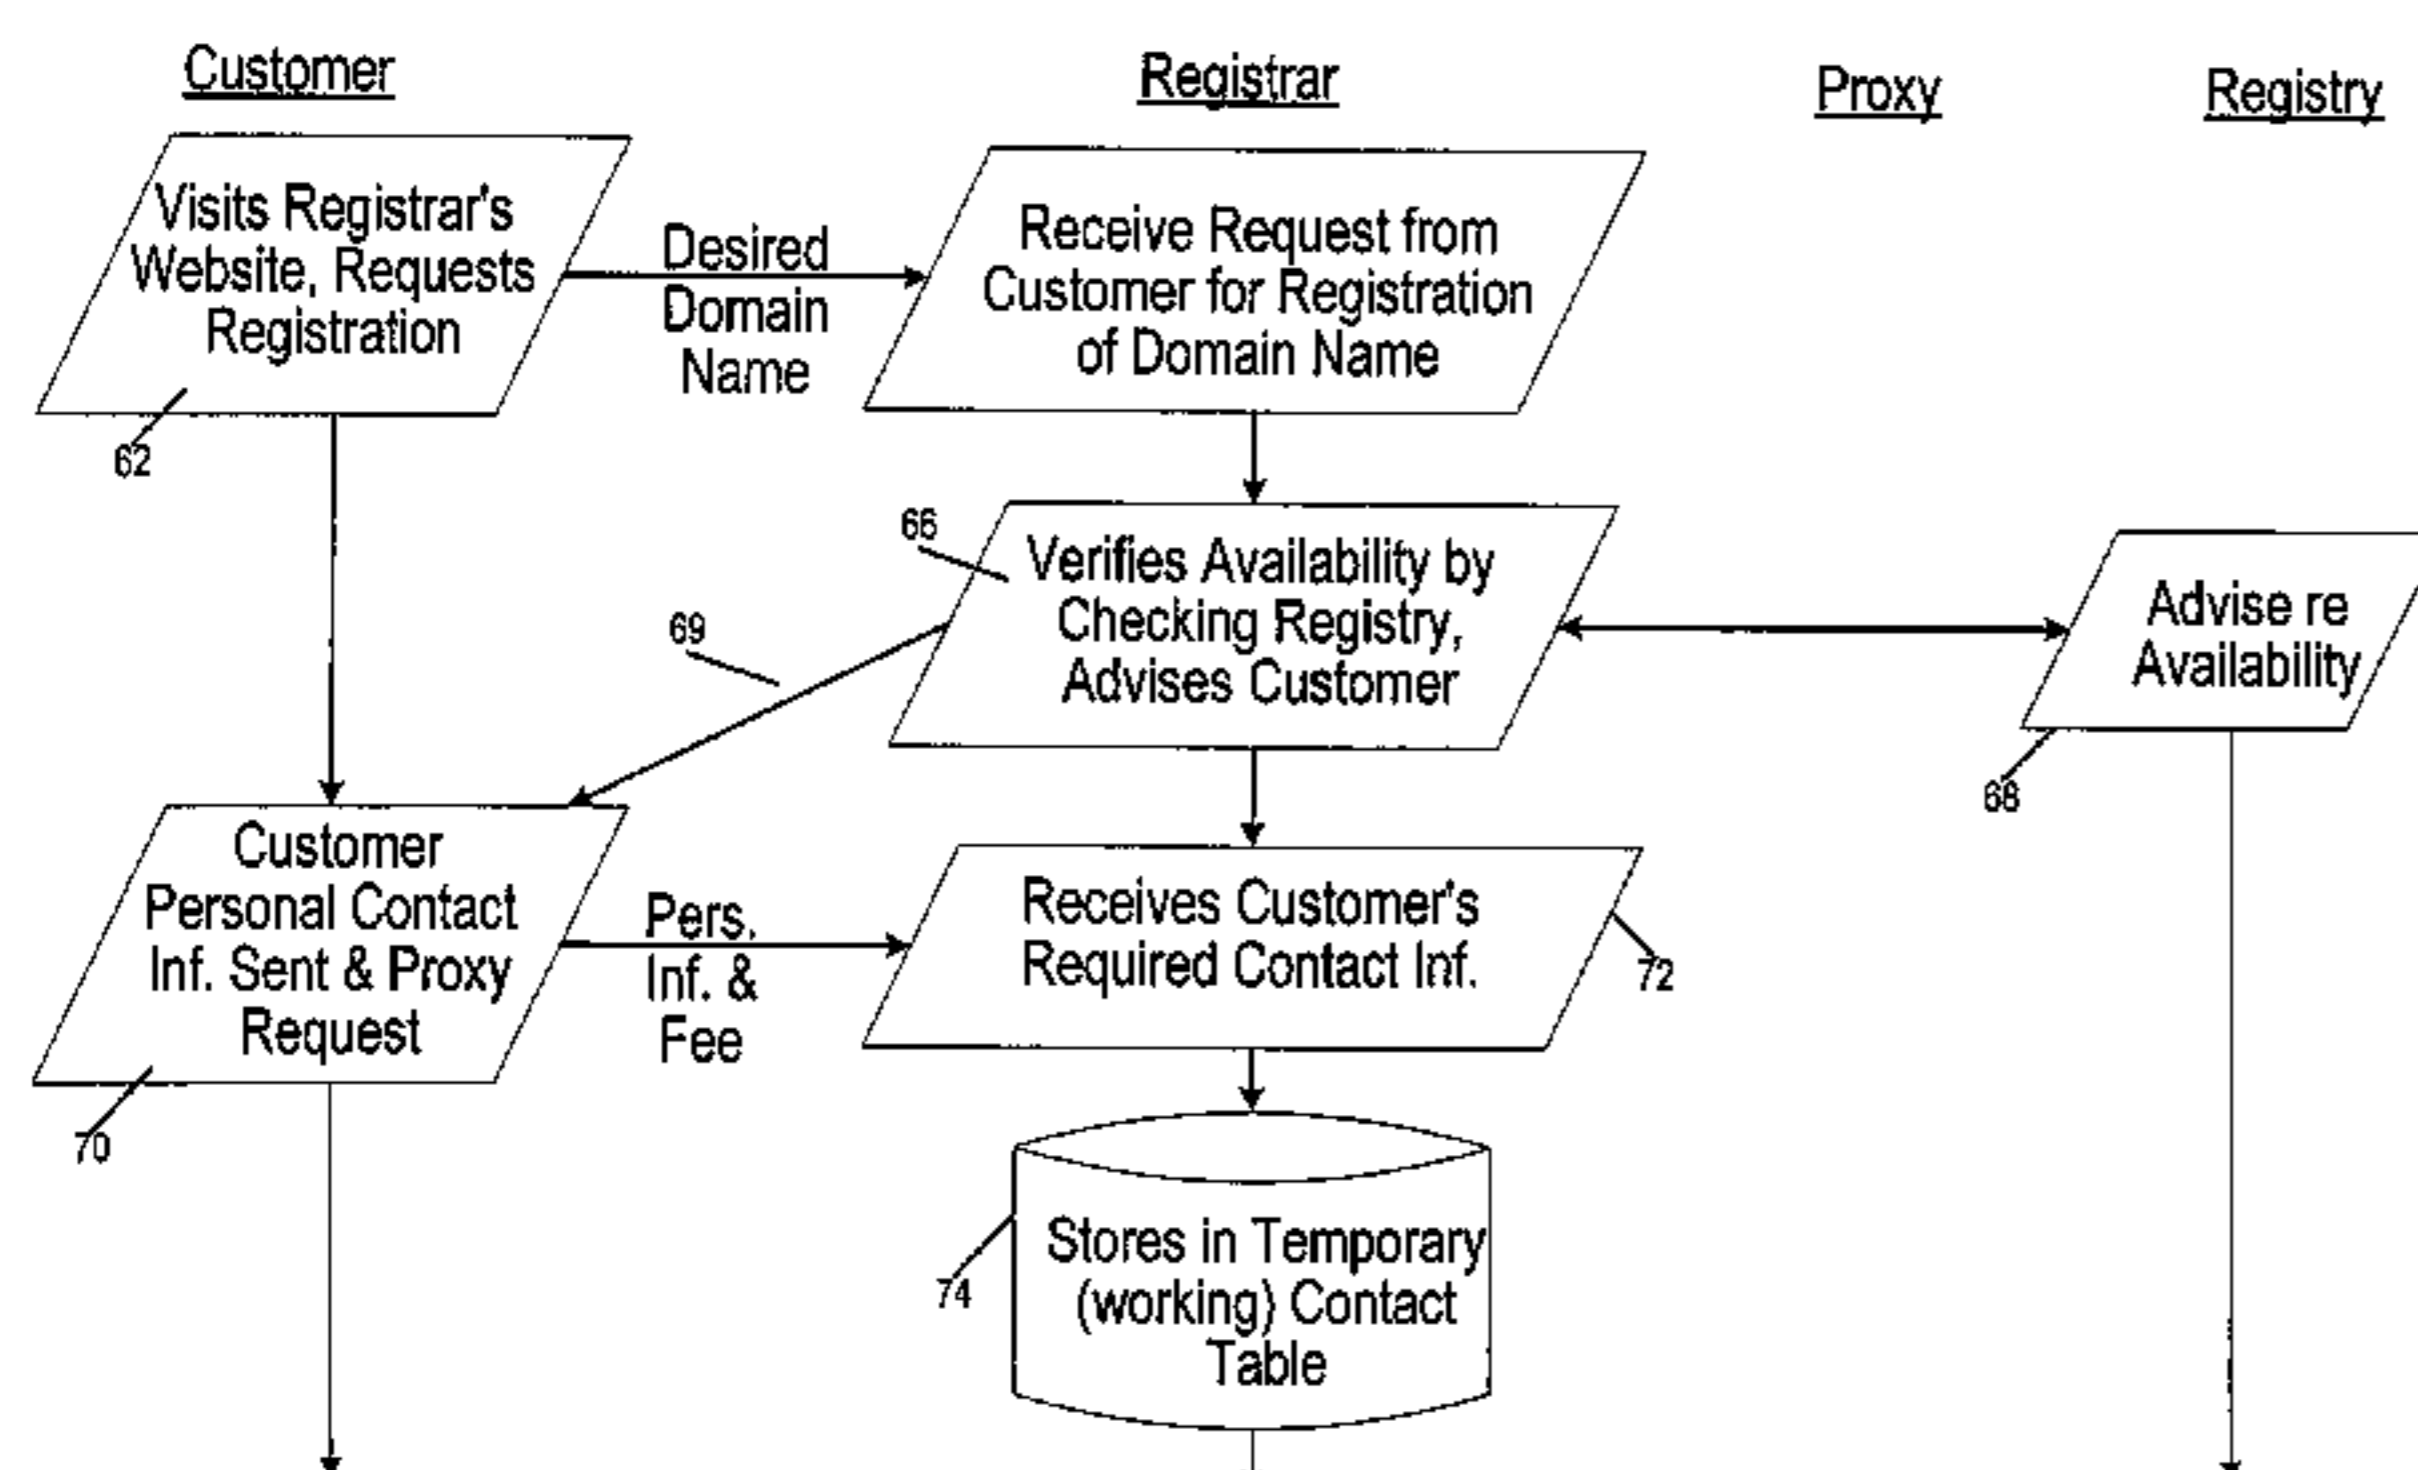 Customer
Registrar
Proxy
Registry
Visits Registrar's
Website, Requests
Registration
62
Desired
Domain
Name
Receive Request from
Customer for Registration
of Domain Name
66
Verifies Availability by
Checking Registry,
Advises Customer
69
Advise re
Availability
68
Customer
Personal Contact
Inf. Sent & Proxy
Request
70
Pers.
Inf. &
Fee
Receives Customer's
Required Contact Inf.
72
Stores in Temporary
(working) Contact
Table
74